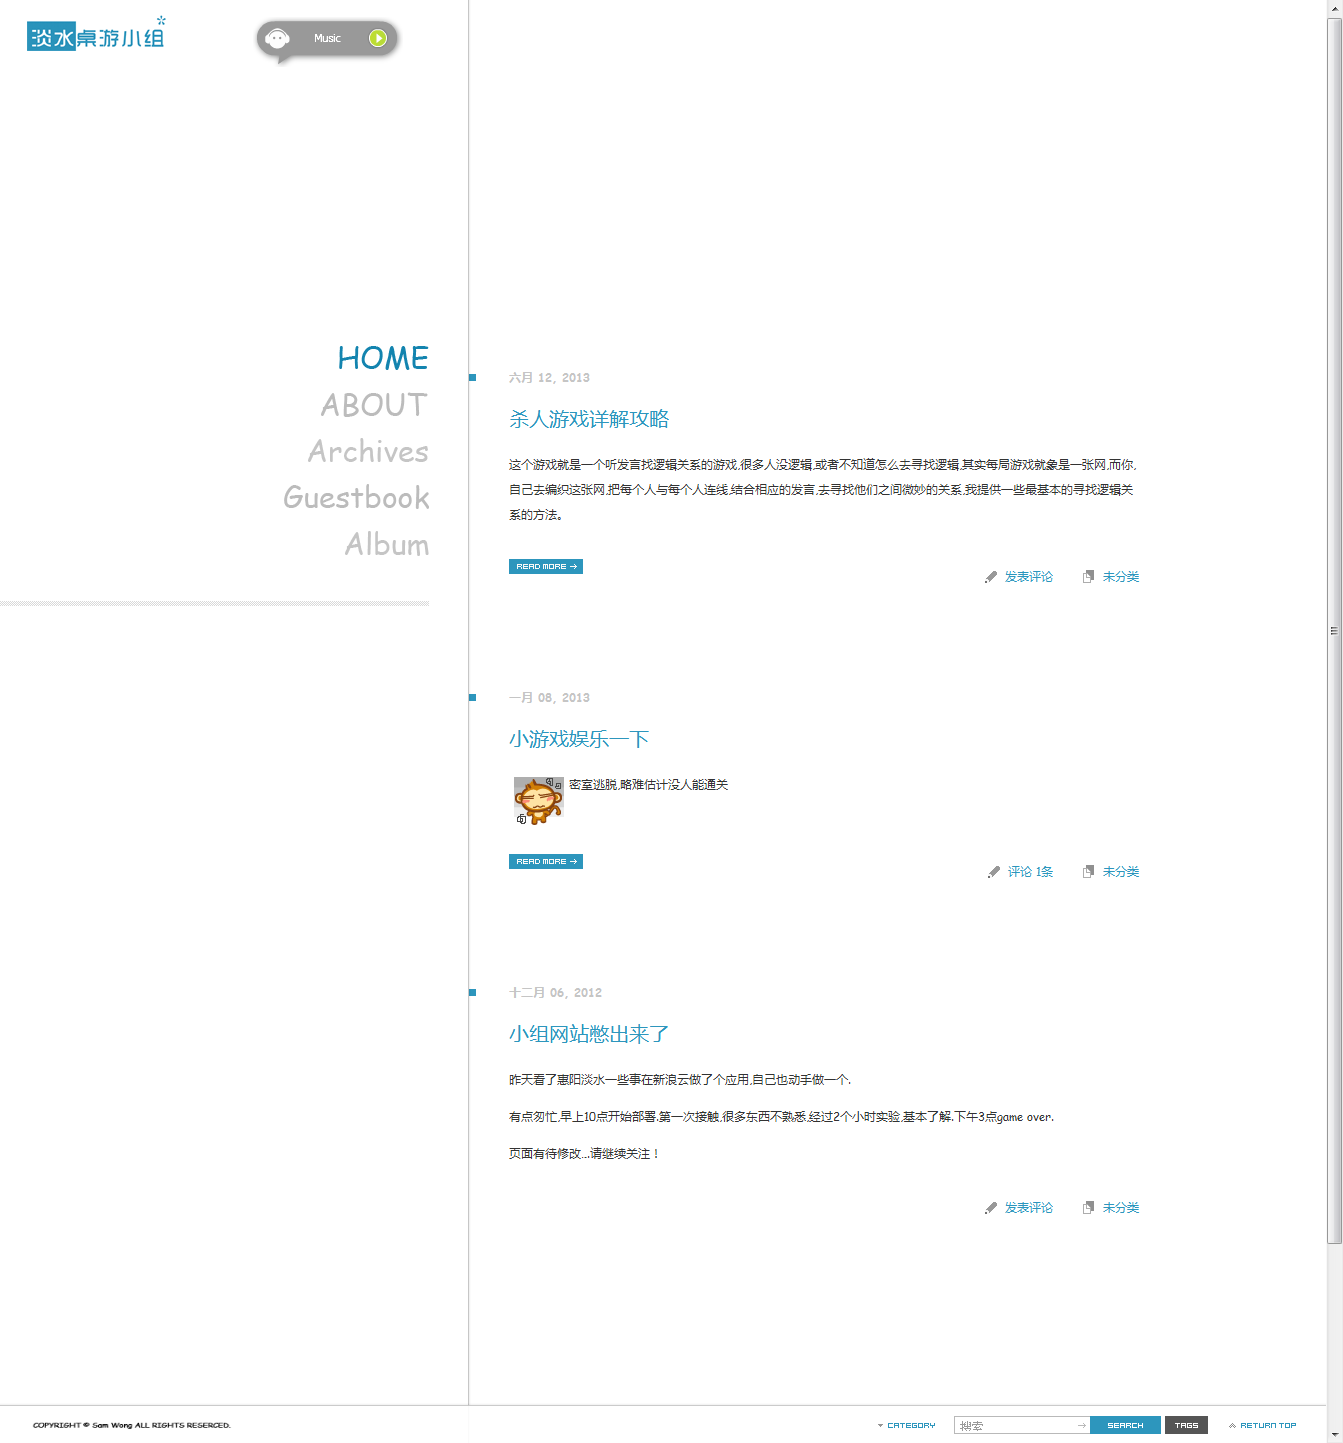 淡水桌游小组
Music
HOME
ABOUT
Archives
Guestbook
Album
六月 12, 2013
杀人游戏详解攻略
这个游戏就是一个听发言找逻辑关系的游戏,很多人没逻辑,或者不知道怎么去寻找逻辑,其实每局游戏就象是一张网,而你,
自己去编织这张网,把每个人与每个人连线,结合相应的发言,去寻找他们之间微妙的关系,我提供一些最基本的寻找逻辑关
系的方法。
READ MORE
发表评论
未分类
一月 08, 2013
小游戏娱乐一下
密室逃脱,略难估计没人能通关
READ MORE
评论 1条
未分类
十二月 06, 2012
小组网站憋出来了
昨天看了惠阳淡水一些事在新浪云做了个应用,自己也动手做一个.
有点匆忙,早上10点开始部署.第一次接触,很多东西不熟悉,经过2个小时实验,基本了解.下午3点game over.
页面有待修改...请继续关注！
发表评论
未分类
COPYRIGHT © Sam Wong ALL RIGHTS RESERCED.
CATEGORY
搜索
SEARCH
TAGS
RETURN TOP